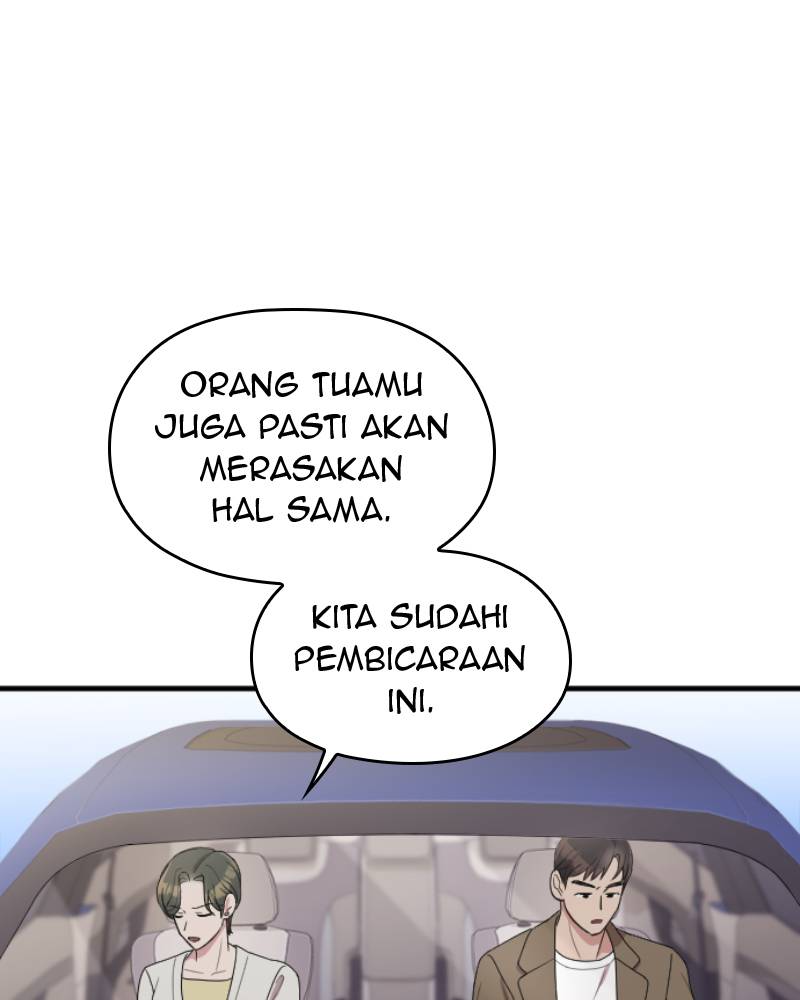 ORANG TUAMU
JUGA PASTI AKAN
MERASAKAN
HAL SAMA.
KITA SUDAHI
PEMBICARAAN
INI.